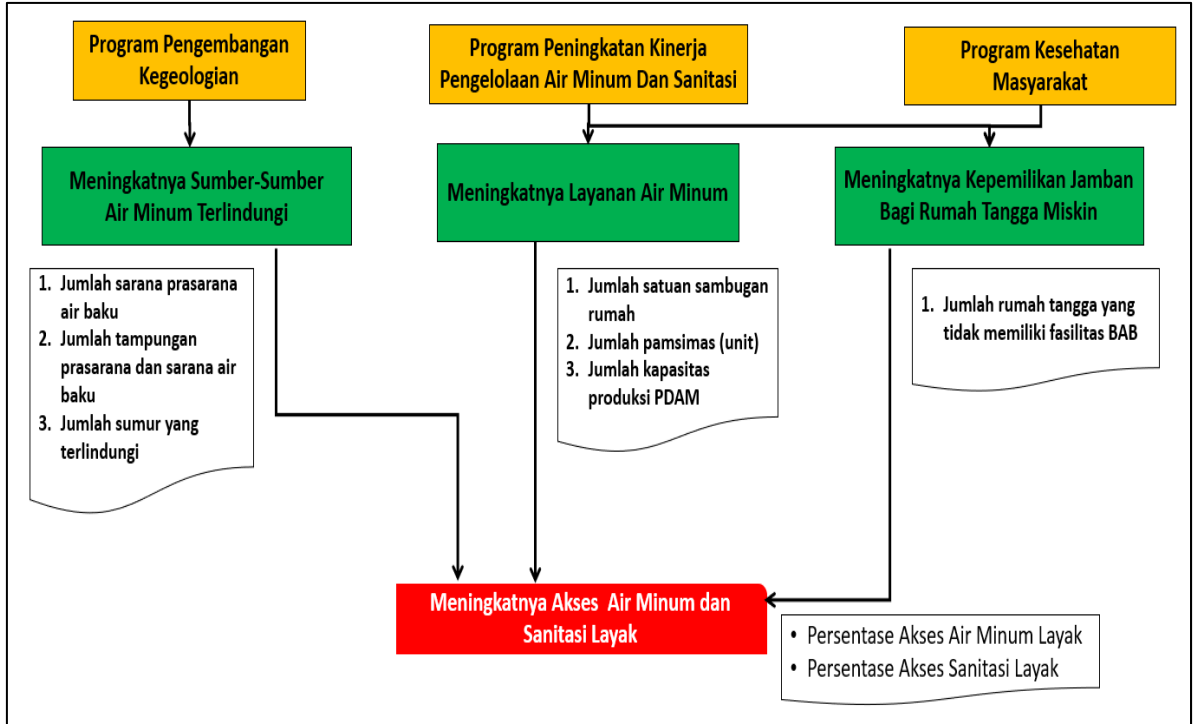 Program Pengembangan
Kegeologian
Program Peningkatan Kinerja
Pengelolaan Air Minum Dan Sanitasi
Program Kesehatan
Masyarakat
Meningkatnya Sumber-Sumber
Air Minum Terlindungi
Meningkatnya Layanan Air Minum
Meningkatnya Kepemilikan Jamban
Bagi Rumah Tangga Miskin
1. Jumlah sarana prasarana
air baku
2. Jumlah tampungan
prasarana dan sarana air
baku
3. Jumlah sumur yang
terlindungi
1. Jumlah satuan sambugan
rumah
2. Jumlah pamsimas (unit)
3. Jumlah kapasitas
produksi PDAM
1. Jumlah rumah tangga yang
tidak memiliki fasilitas BAB
Meningkatnya Akses Air Minum dan
Sanitasi Layak
• Persentase Akses Air Minum Layak
• Persentase Akses Sanitasi Layak